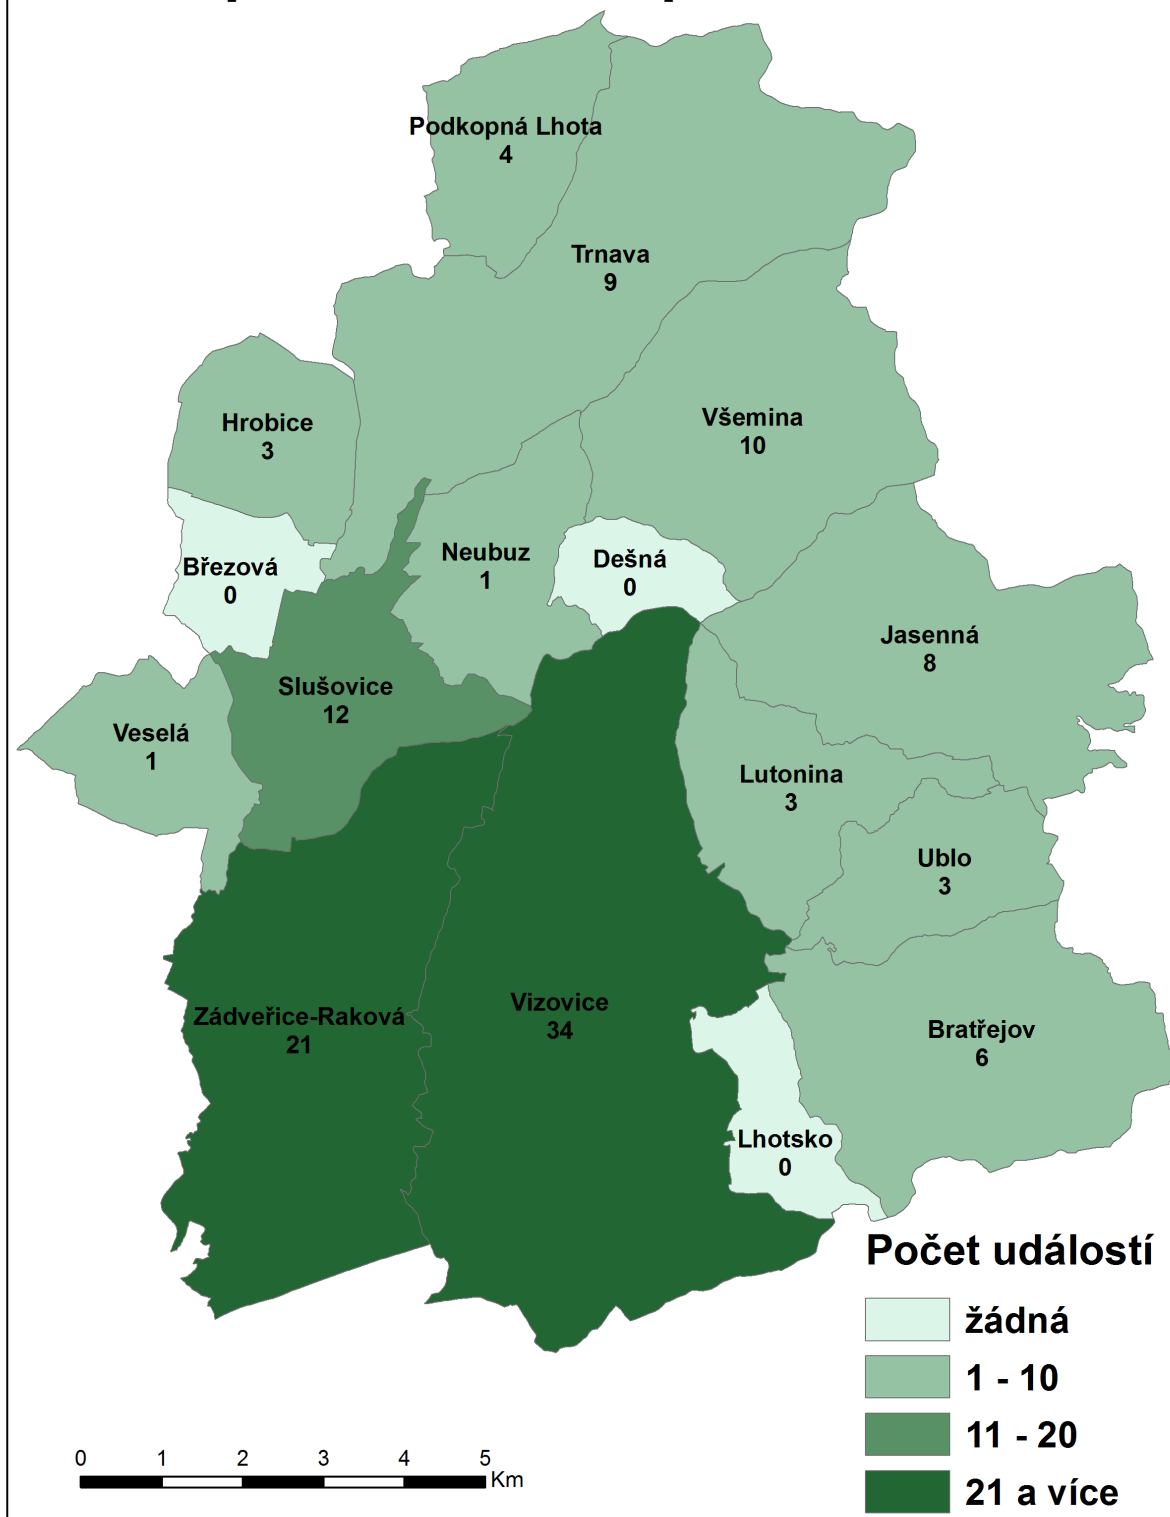 Podkopná Lhota
4
Trnava
9
Hrobice
3
Všemina
10
Březová
0
Neubuz
1
Dešná
0
Jasenná
8
Slušovice
12
Veselá
1
Lutonina
3
Ublo
3
Zádveřice-Raková
21
Vizovice
34
Bratřejov
6
Lhotsko
0
Počet událostí
žádná
1 - 10
11 - 20
21 a více
0 1 2 3 4 5
Km